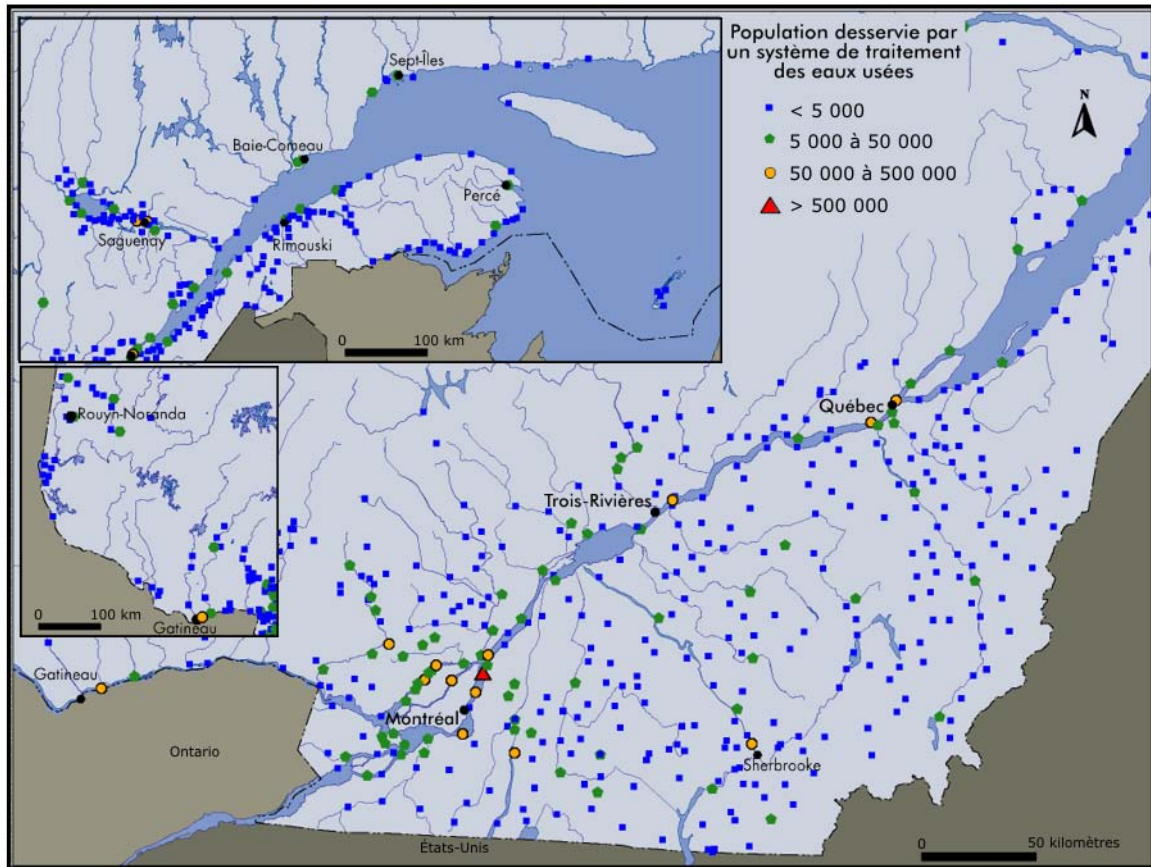 Population desservie par
un système de traitement
des eaux usées
< 5 000
5 000 à 50 000
50 000 à 500 000
> 500 000
N
Sept-Îles
Baie-Comeau
Percé
Saguenay
Rimouski
0 100 km
Rouyn-Noranda
0 100 km
Gatineau
Québec
Trois-Rivières
Gatineau
Montréal
Ontario
Sherbrooke
États-Unis
0 50 kilomètres